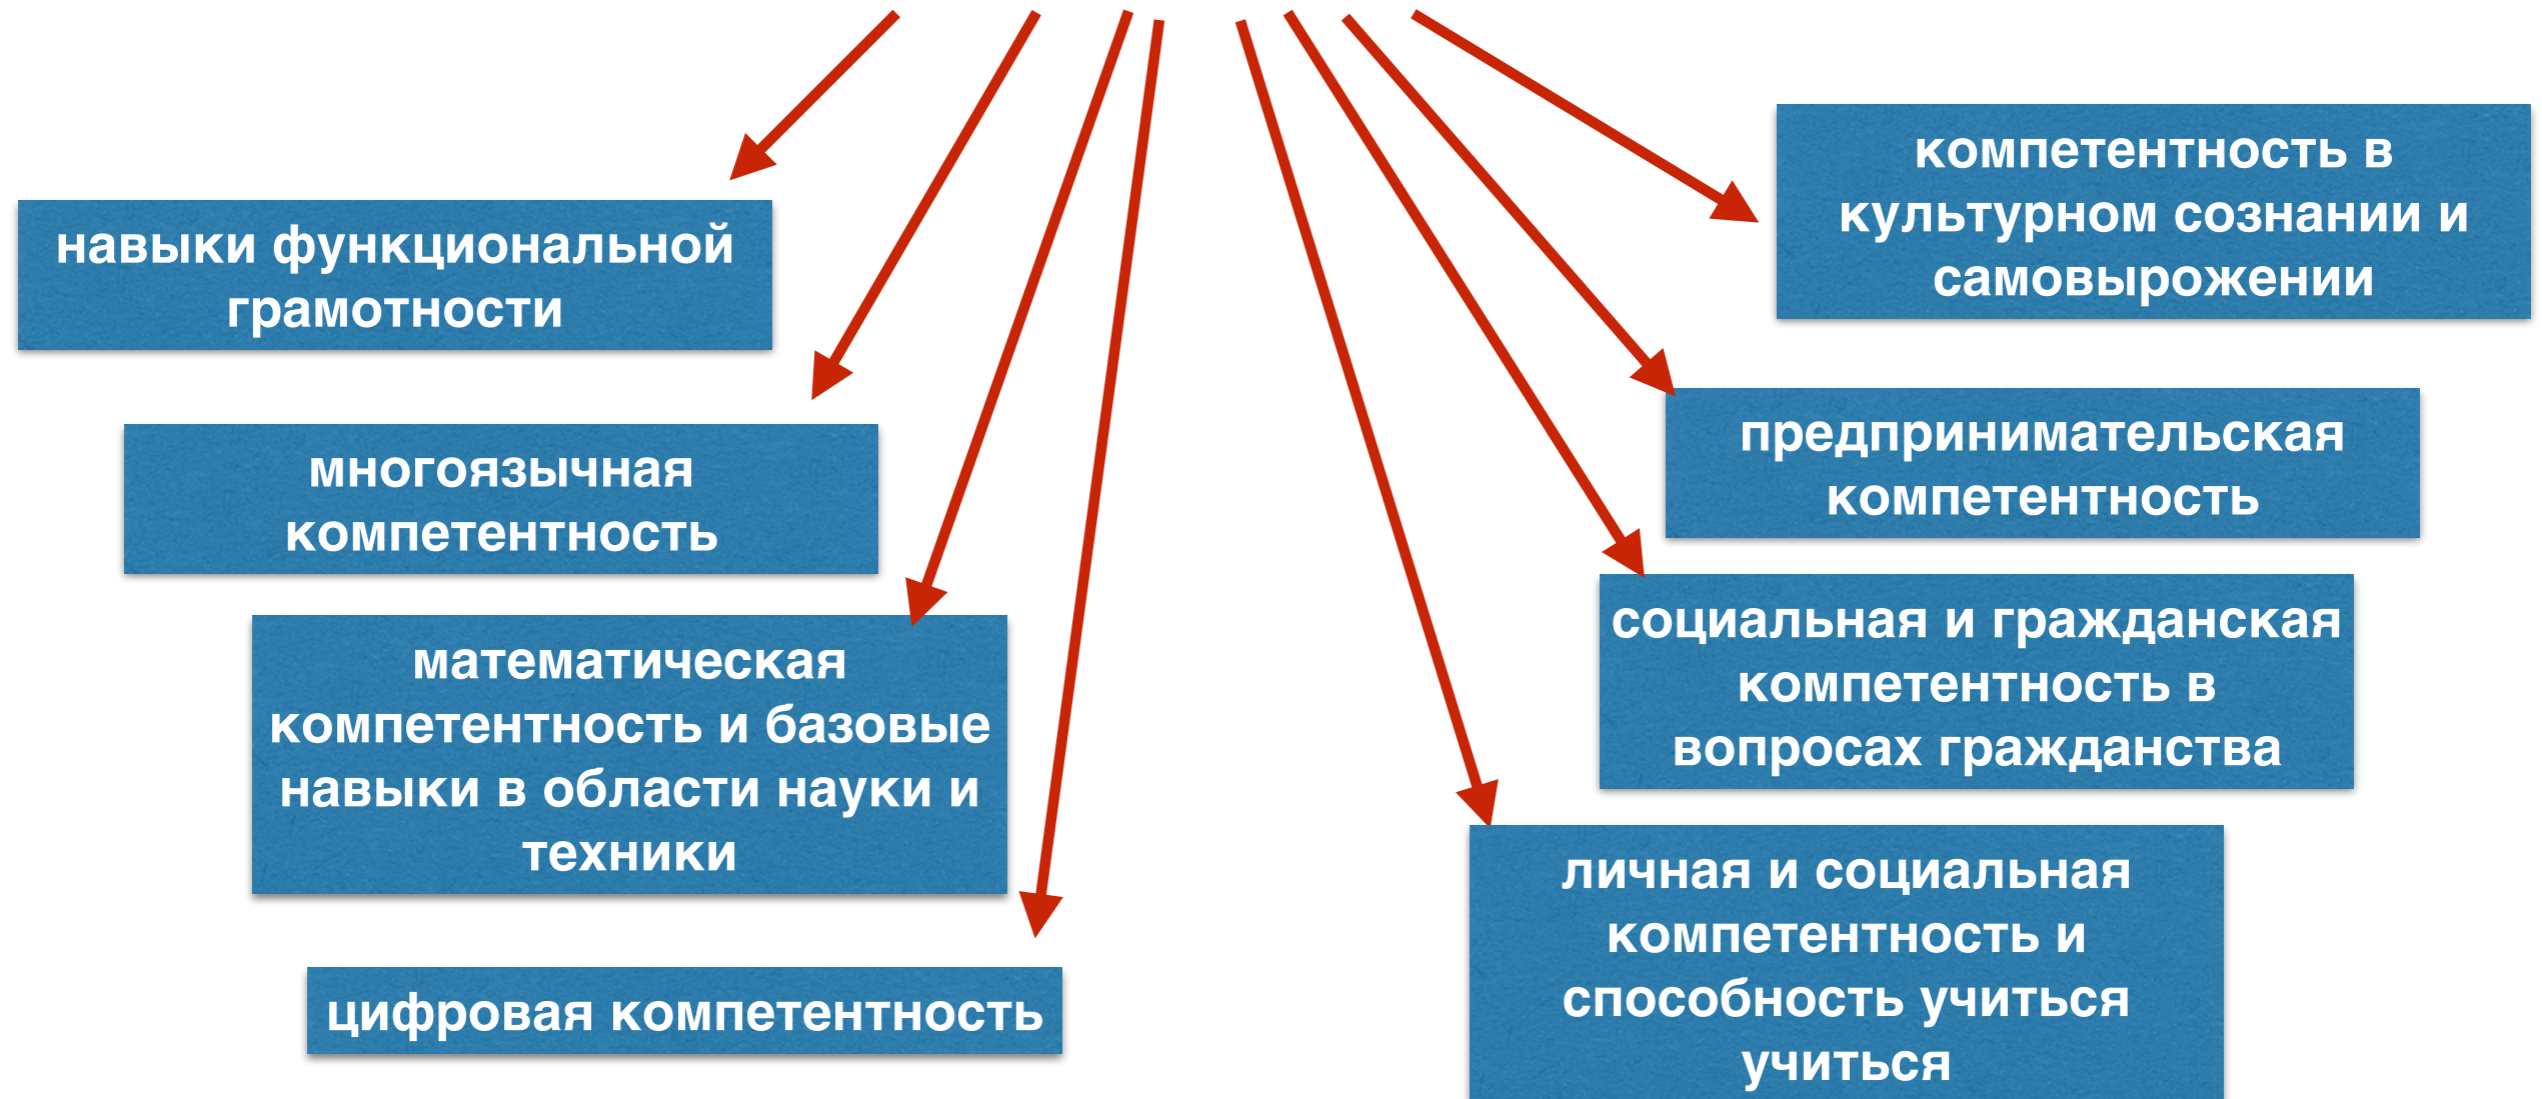 навыки функциональной
грамотности
многоязычная
компетентность
математическая
компетентность и базовые
навыки в области науки и
техники
цифровая компетентность
компетентность в
культурном сознании и
самовырожении
предпринимательская
компетентность
социальная и гражданская
компетентность в
вопросах гражданства
личная и социальная
компетентность и
способность учиться
учиться